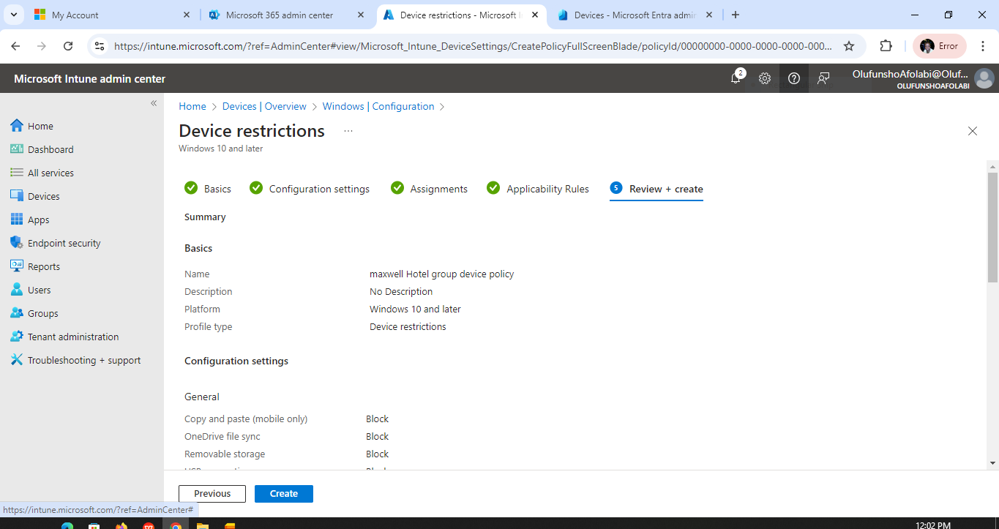 My Account
Microsoft 365 admin center
Device restrictions - Microsoft I
Devices - Microsoft Entra admin
https://intune.microsoft.com/?ref=AdminCenter#view/Microsoft_Intune_DeviceSettings/CreatePolicyFullScreenBlade/policyId/00000000-0000-0000-0000-000...
Error
Microsoft Intune admin center
2
OlufunshoAfolabi@Oluf...
OLUFUNSHOAFOLABI
Home
Dashboard
All services
Devices
Apps
Endpoint security
Reports
Users
Groups
Tenant administration
Troubleshooting + support
Home > Devices | Overview > Windows | Configuration >
Device restrictions ...
Windows 10 and later
Basics
Configuration settings
Assignments
Applicability Rules
5 Review + create
Summary
Basics
Name maxwell Hotel group device policy
Description No Description
Platform Windows 10 and later
Profile type Device restrictions
Configuration settings
General
Copy and paste (mobile only) Block
OneDrive file sync Block
Removable storage Block
Previous
Create
https://intune.microsoft.com/?ref=AdminCenter#
12:02 PM